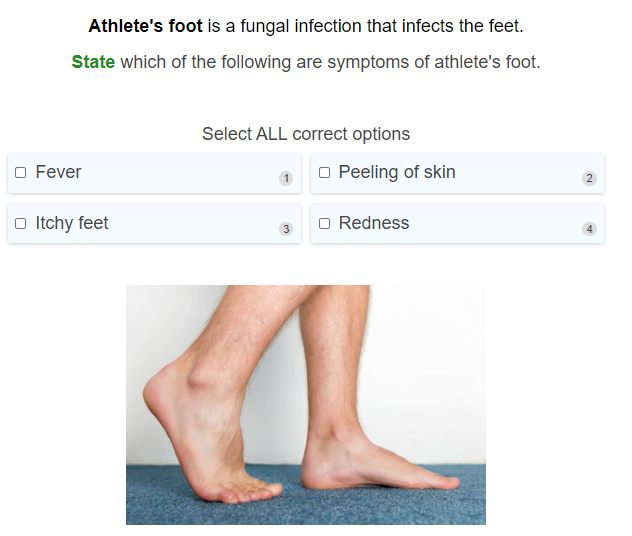 Athlete's foot is a fungal infection that infects the feet.
State which of the following are symptoms of athlete's foot.
Select ALL correct options
Fever
1
Peeling of skin
2
Itchy feet
3
Redness
4